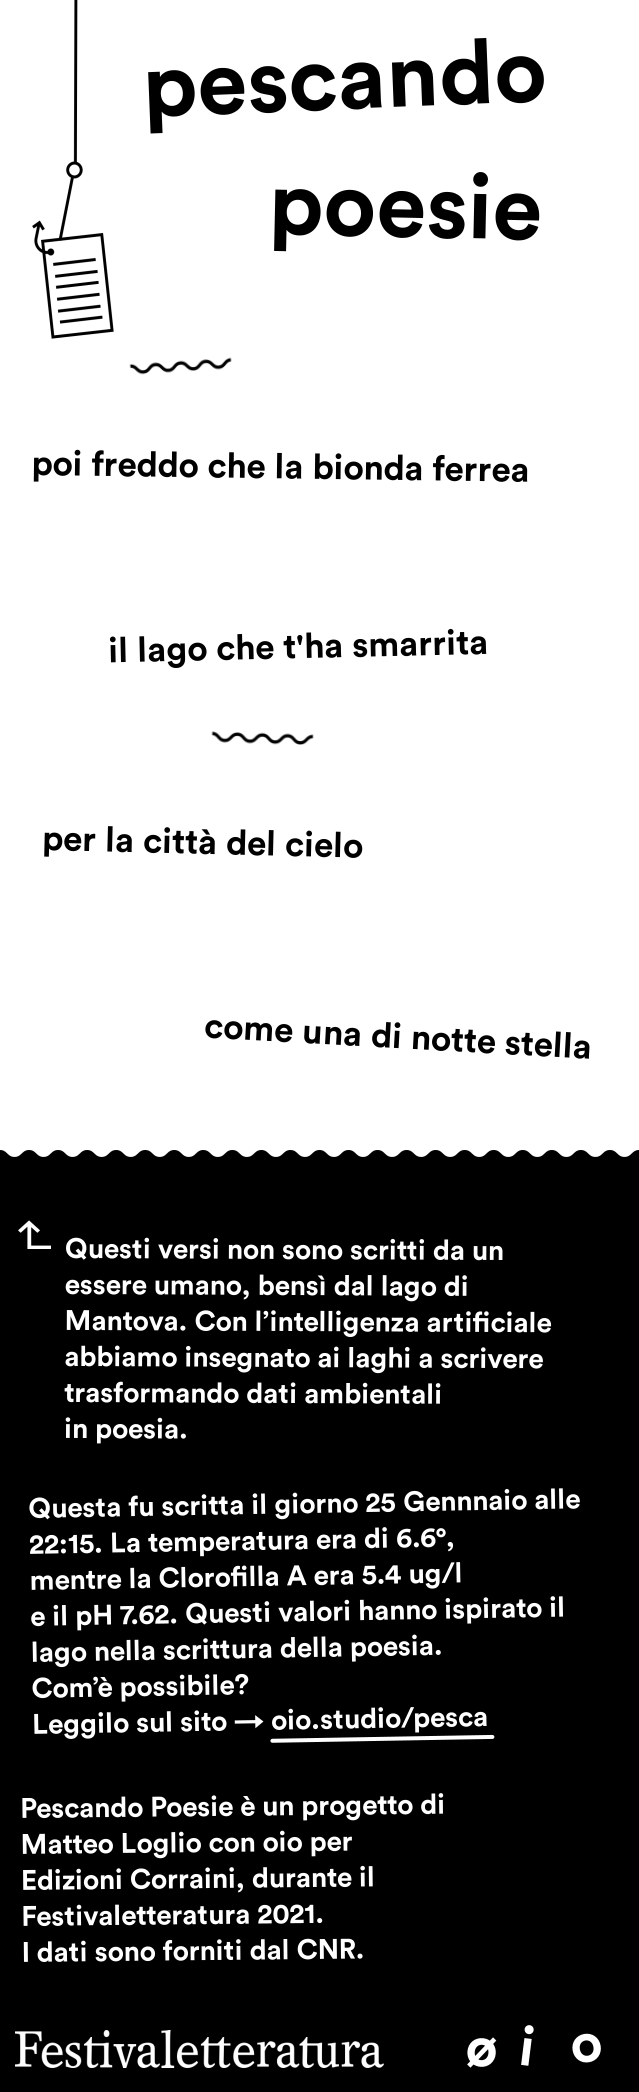 pescando
poesie
poi freddo che la bionda ferrea
il lago che t'ha smarrita
per la città del cielo
come una di notte stella
Questi versi non sono scritti da un
essere umano, bensì dal lago di
Mantova. Con l’intelligenza artificiale
abbiamo insegnato ai laghi a scrivere
trasformando dati ambientali
in poesia.
Questa fu scritta il giorno 25 Gennnaio alle
22:15. La temperatura era di 6.6°,
mentre la Clorofilla A era 5.4 ug/l
e il pH 7.62. Questi valori hanno ispirato il
lago nella scrittura della poesia.
Com’è possibile?
Leggilo sul sito → oio.studio/pesca
Pescando Poesie è un progetto di
Matteo Loglio con oio per
Edizioni Corraini, durante il
Festivaletteratura 2021.
I dati sono forniti dal CNR.
Festivaletteratura ø i o